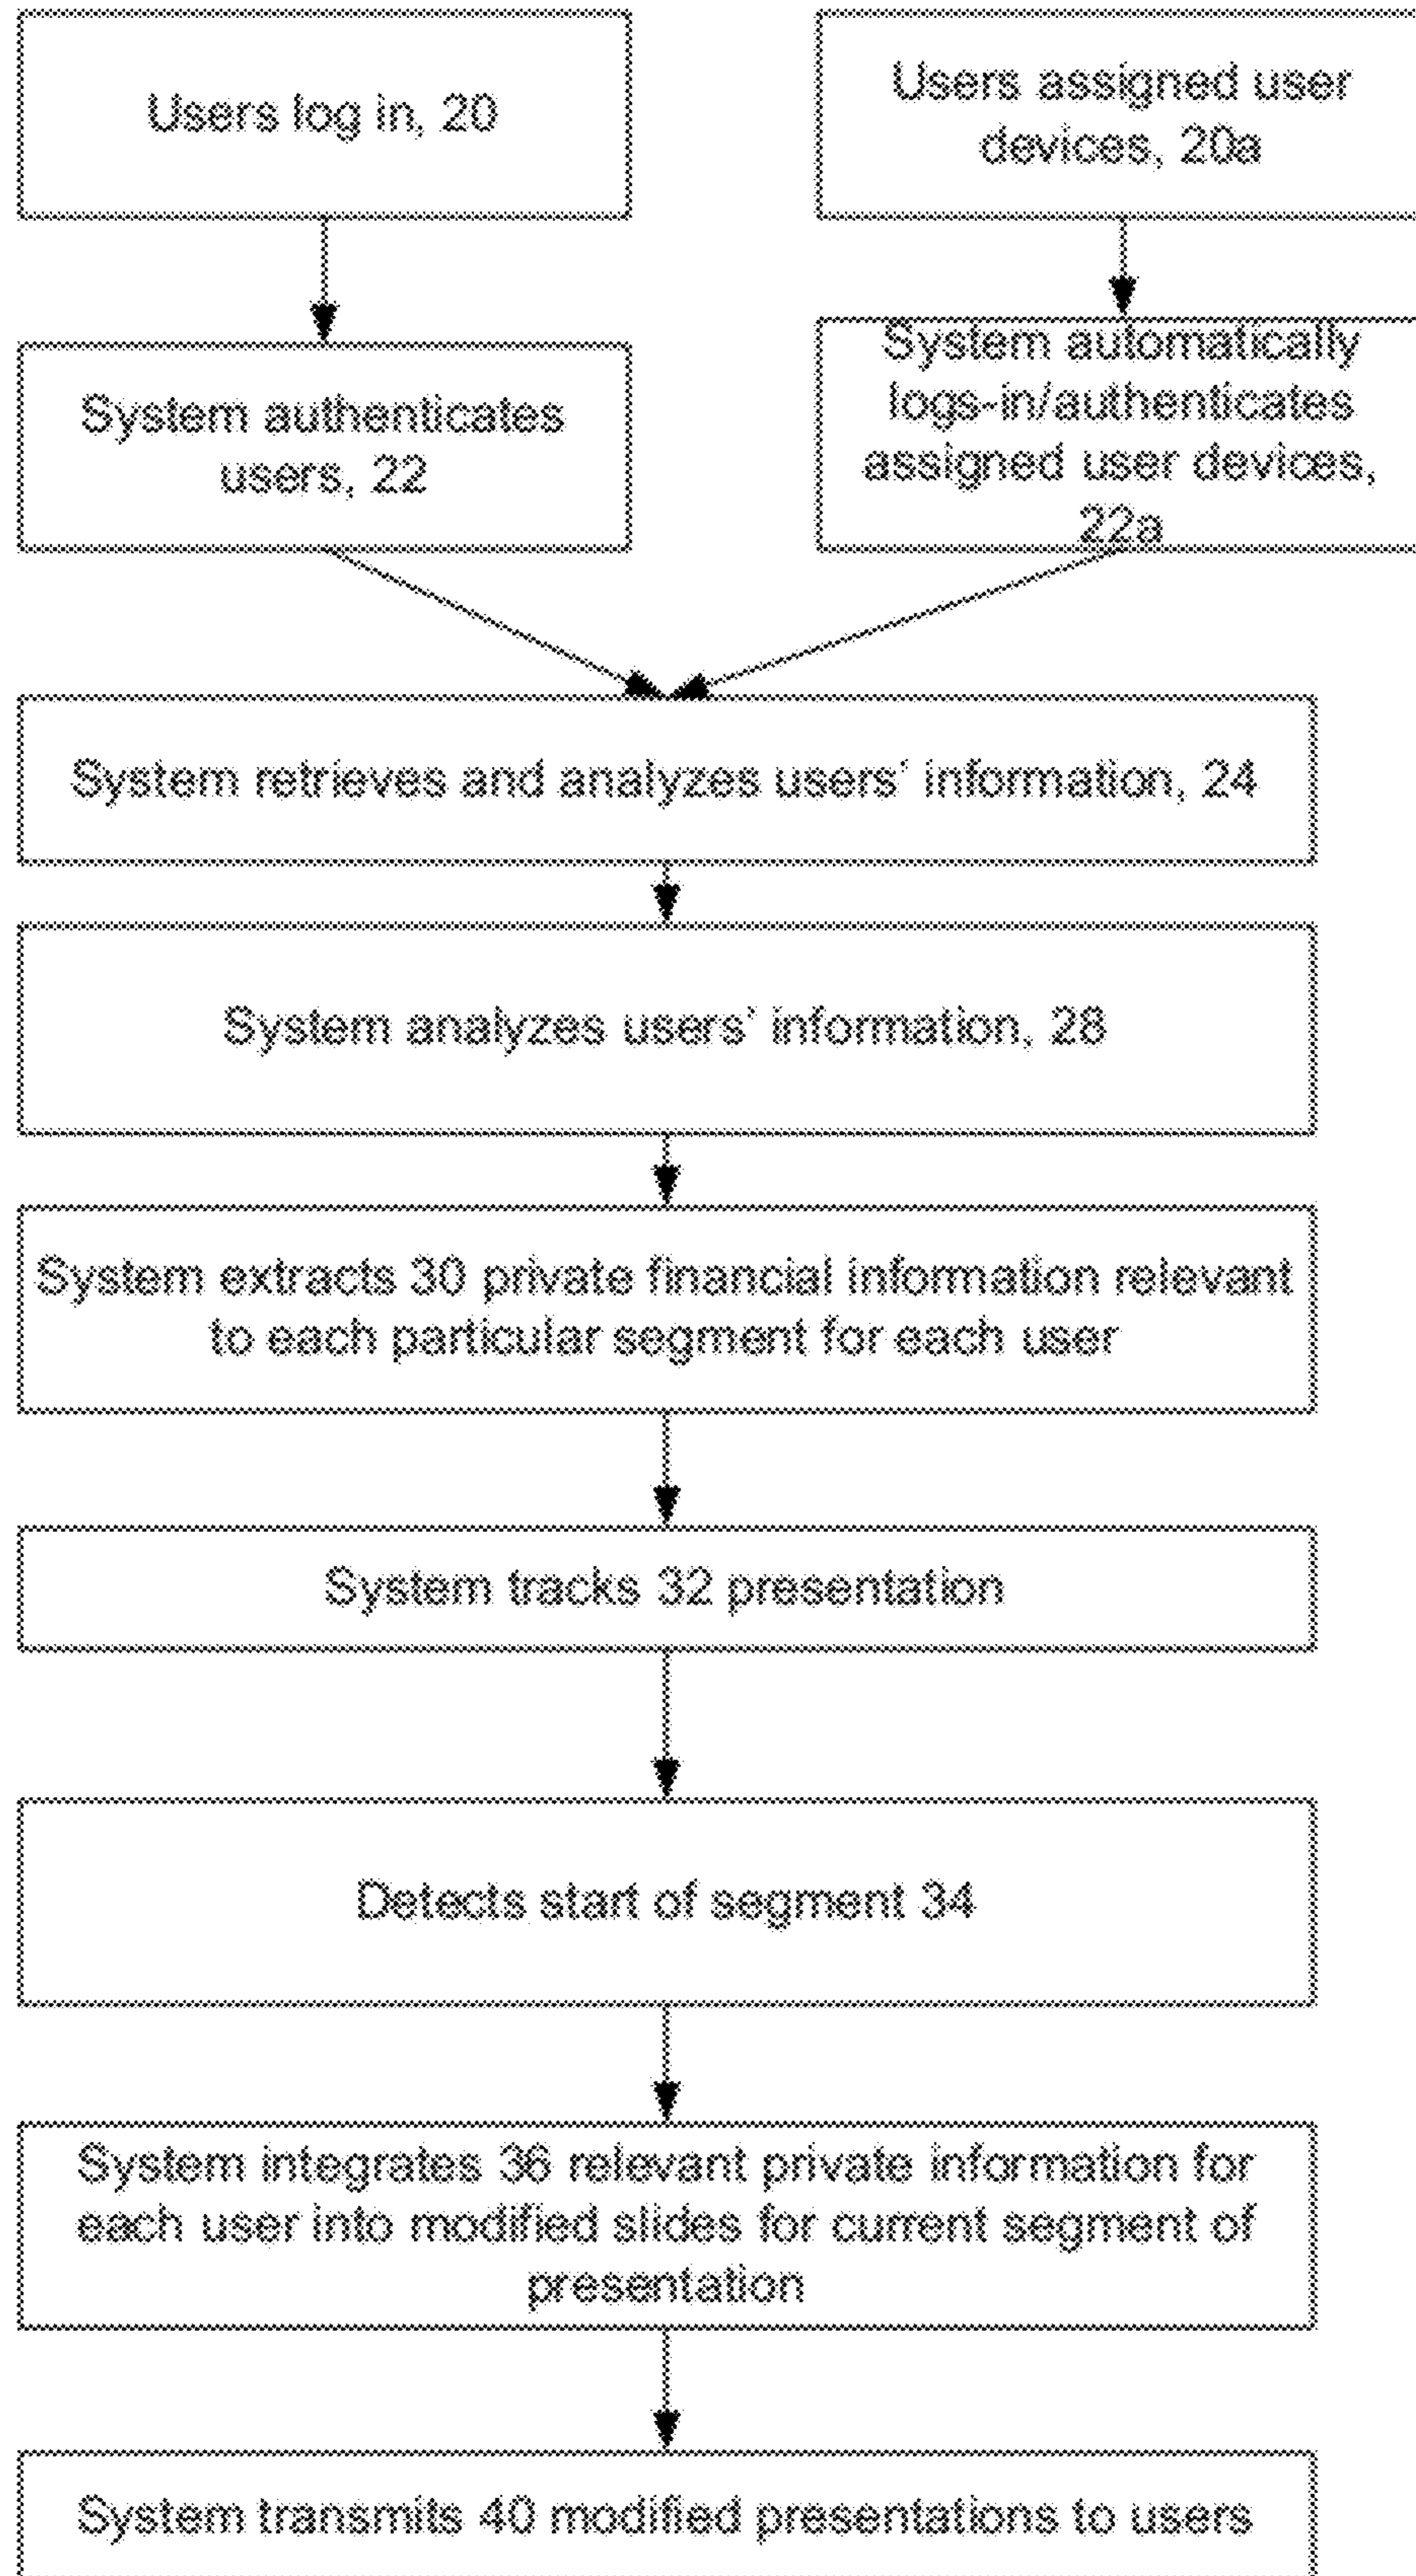 Users log in, 20
Users assigned user
devices, 20a
System authenticates
users, 22
System automatically
logs-in/authenticates
assigned user devices,
22a
System retrieves and analyzes users' information, 24
System analyzes users' information, 28
System extracts 30 private financial information relevant
to each particular segment for each user
System tracks 32 presentation
Detects start of segment 34
System integrates 36 relevant private information for
each user into modified slides for current segment of
presentation
System transmits 40 modified presentations to users